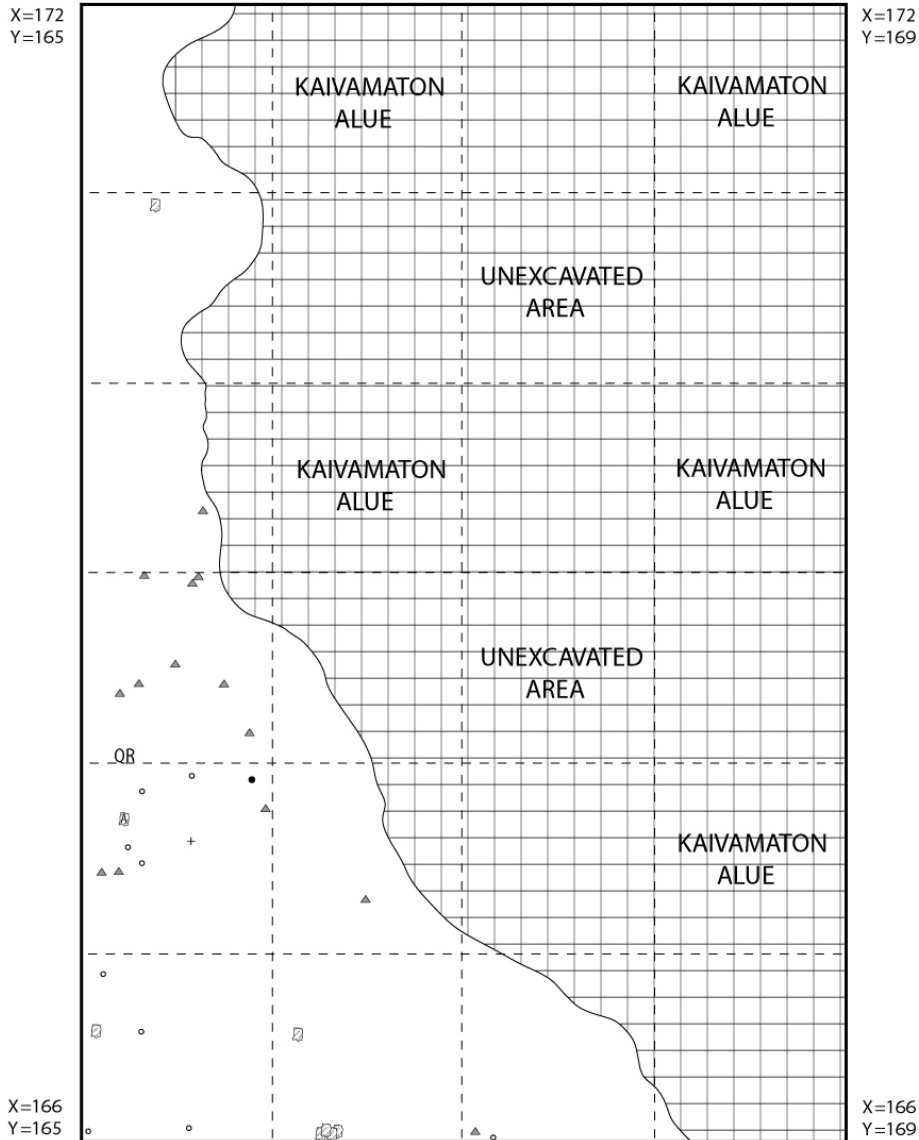 X=172
Y=165
X=172
Y=169
KAIVAMATON
ALUE
KAIVAMATON
ALUE
UNEXCAVATED
AREA
KAIVAMATON
ALUE
KAIVAMATON
ALUE
UNEXCAVATED
AREA
QR
A
KAIVAMATON
ALUE
X=166
Y=165
X=166
Y=169